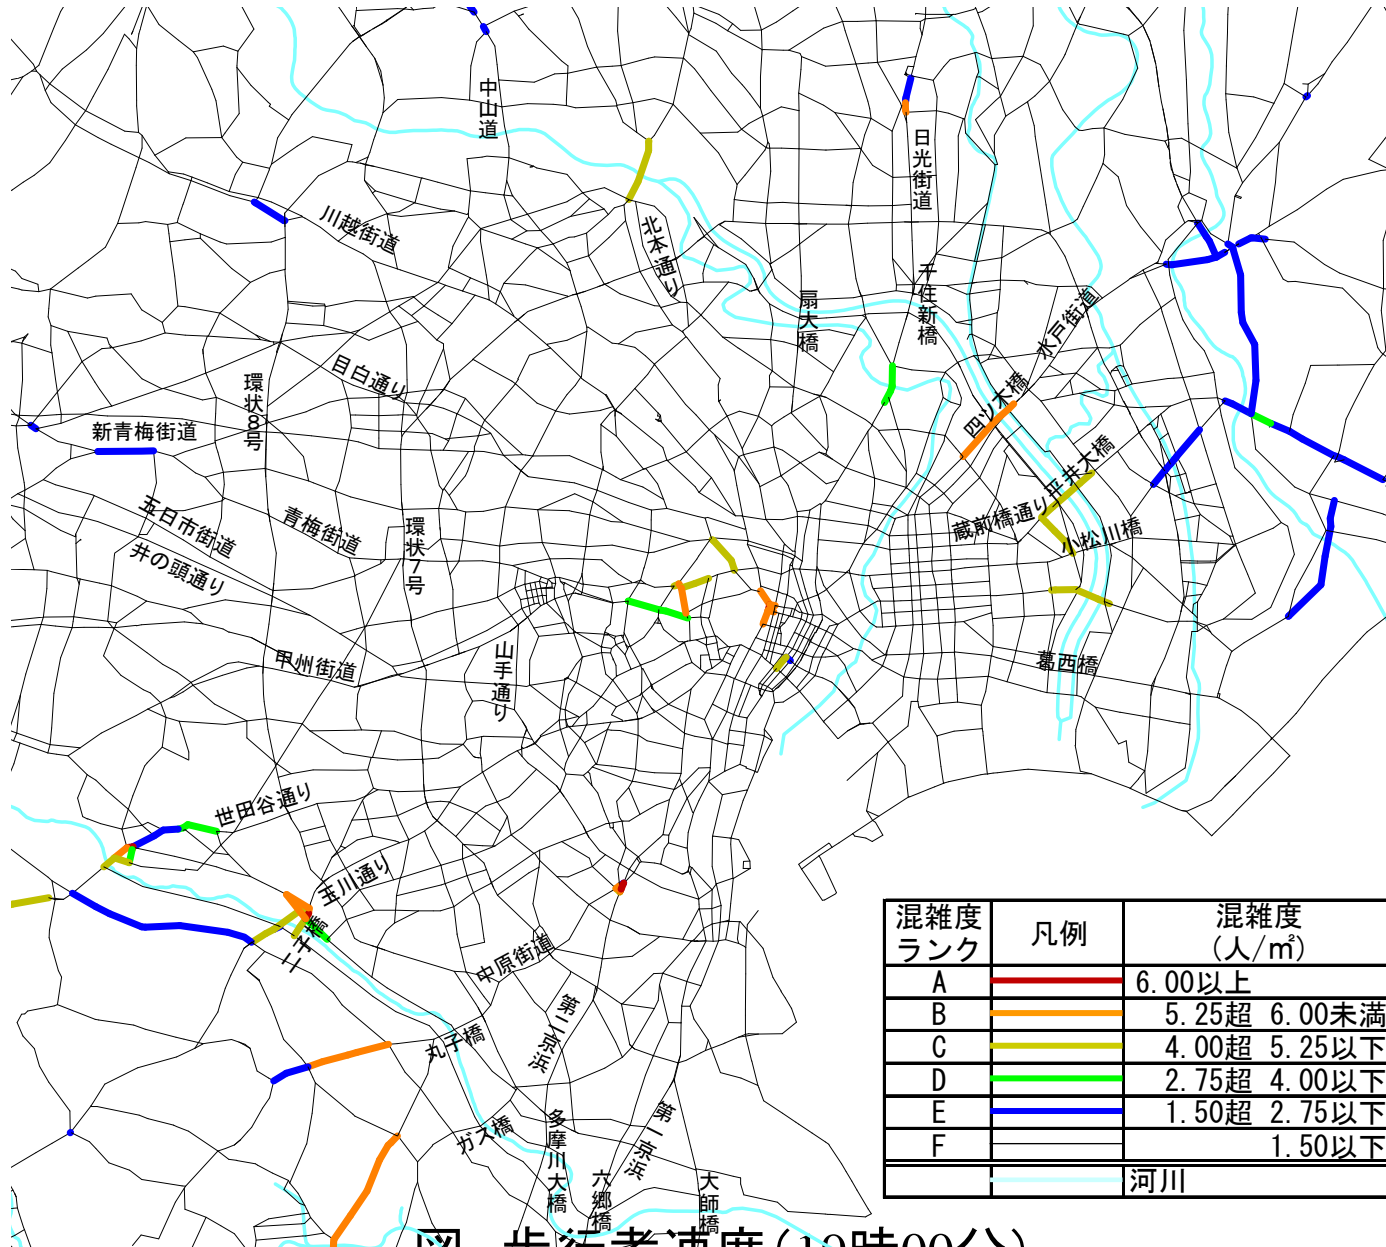 中山道
日光街道
川越街道
北本通り
千住新橋
扇大橋
水戸街道
目白通り
環状8号
四ツ木橋
新青梅街道
平井大橋
五日市街道
青梅街道
環状7号
蔵前橋通り
小松川橋
井の頭通り
甲州街道
山手通り
葛西橋
世田谷通り
玉川通り
二子橋
中原街道
第二京浜
丸子橋
ガス橋
多摩川大橋
第一京浜
六郷橋
大師橋
混雑度ランク 凡例 混雑度(人/㎡)
A 6.00以上
B 5.25超 6.00未満
C 4.00超 5.25以下
D 2.75超 4.00以下
E 1.50超 2.75以下
F 1.50以下
河川